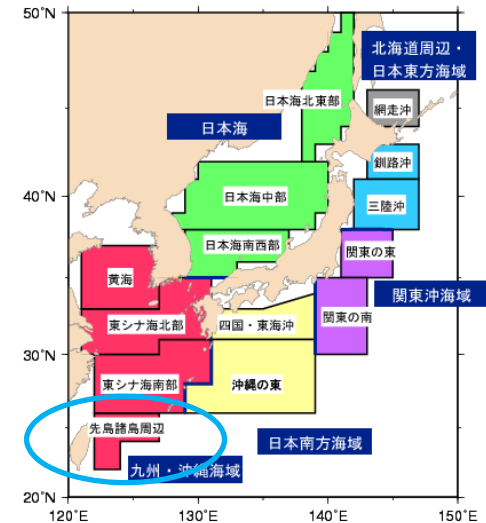 50˚N
40˚N
30˚N
20˚N
120˚E
130˚E
140˚E
150˚E
北海道周辺・
日本東方海域
網走沖
日本海北東部
日本海
釧路沖
日本海中部
三陸沖
日本海南西部
関東の東
黄海
関東沖海域
東シナ海北部
四国・東海沖
関東の南
東シナ海南部
沖縄の東
先島諸島周辺
日本南方海域
九州・沖縄海域